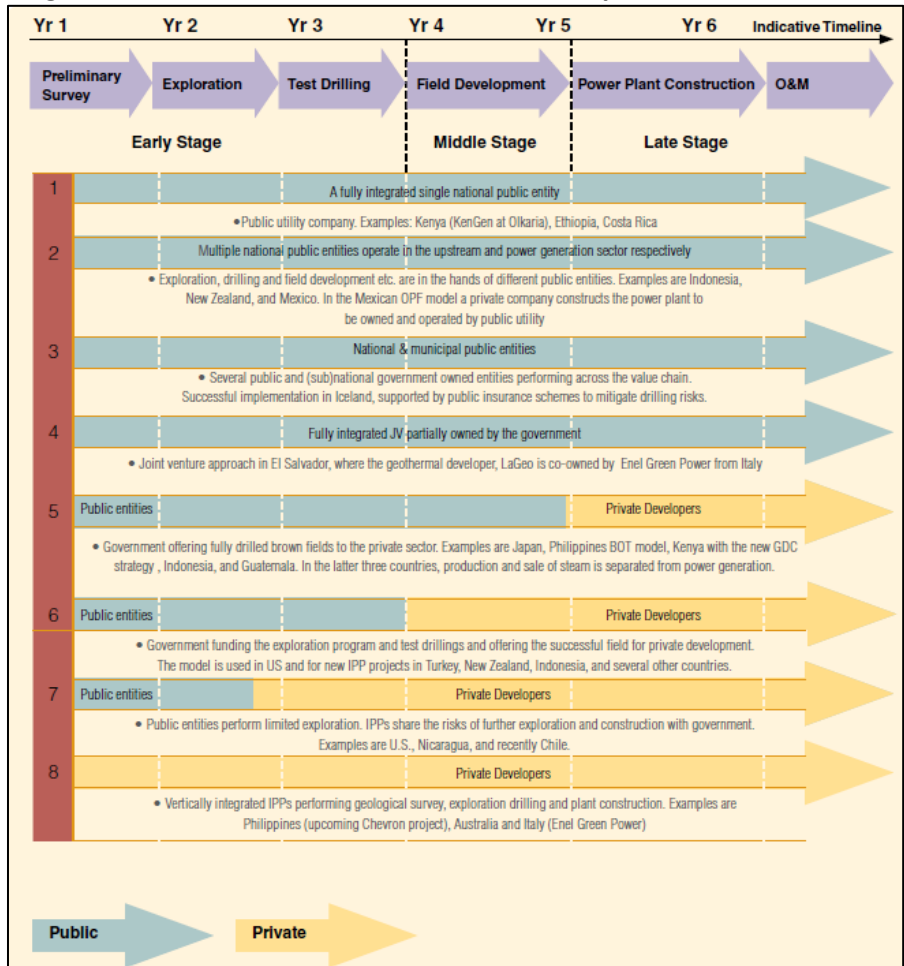 Yr 1 Yr 2 Yr 3 Yr 4 Yr 5 Yr 6 Indicative Timeline
Preliminary Survey
Exploration
Test Drilling
Field Development
Power Plant Construction
O&M
Early Stage
Middle Stage
Late Stage
1
A fully integrated single national public entity
•Public utility company. Examples: Kenya (KenGen at Olkaria), Ethiopia, Costa Rica
2
Multiple national public entities operate in the upstream and power generation sector respectively
• Exploration, drilling and field development etc. are in the hands of different public entities. Examples are Indonesia,
New Zealand, and Mexico. In the Mexican OPF model a private company constructs the power plant to
be owned and operated by public utility
3
National & municipal public entities
• Several public and (sub)national government owned entities performing across the value chain.
Successful implementation in Iceland, supported by public insurance schemes to mitigate drilling risks.
4
Fully integrated JV partially owned by the government
• Joint venture approach in El Salvador, where the geothermal developer, LaGeo is co-owned by Enel Green Power from Italy
5
Public entities
Private Developers
• Government offering fully drilled brown fields to the private sector. Examples are Japan, Philippines BOT model, Kenya with the new GDC
strategy , Indonesia, and Guatemala. In the latter three countries, production and sale of steam is separated from power generation.
6
Public entities
Private Developers
• Government funding the exploration program and test drillings and offering the successful field for private development.
The model is used in US and for new IPP projects in Turkey, New Zealand, Indonesia, and several other countries.
7
Public entities
Private Developers
• Public entities perform limited exploration. IPPs share the risks of further exploration and construction with government.
Examples are U.S., Nicaragua, and recently Chile.
8
Private Developers
• Vertically integrated IPPs performing geological survey, exploration drilling and plant construction. Examples are
Philippines (upcoming Chevron project), Australia and Italy (Enel Green Power)
Public
Private